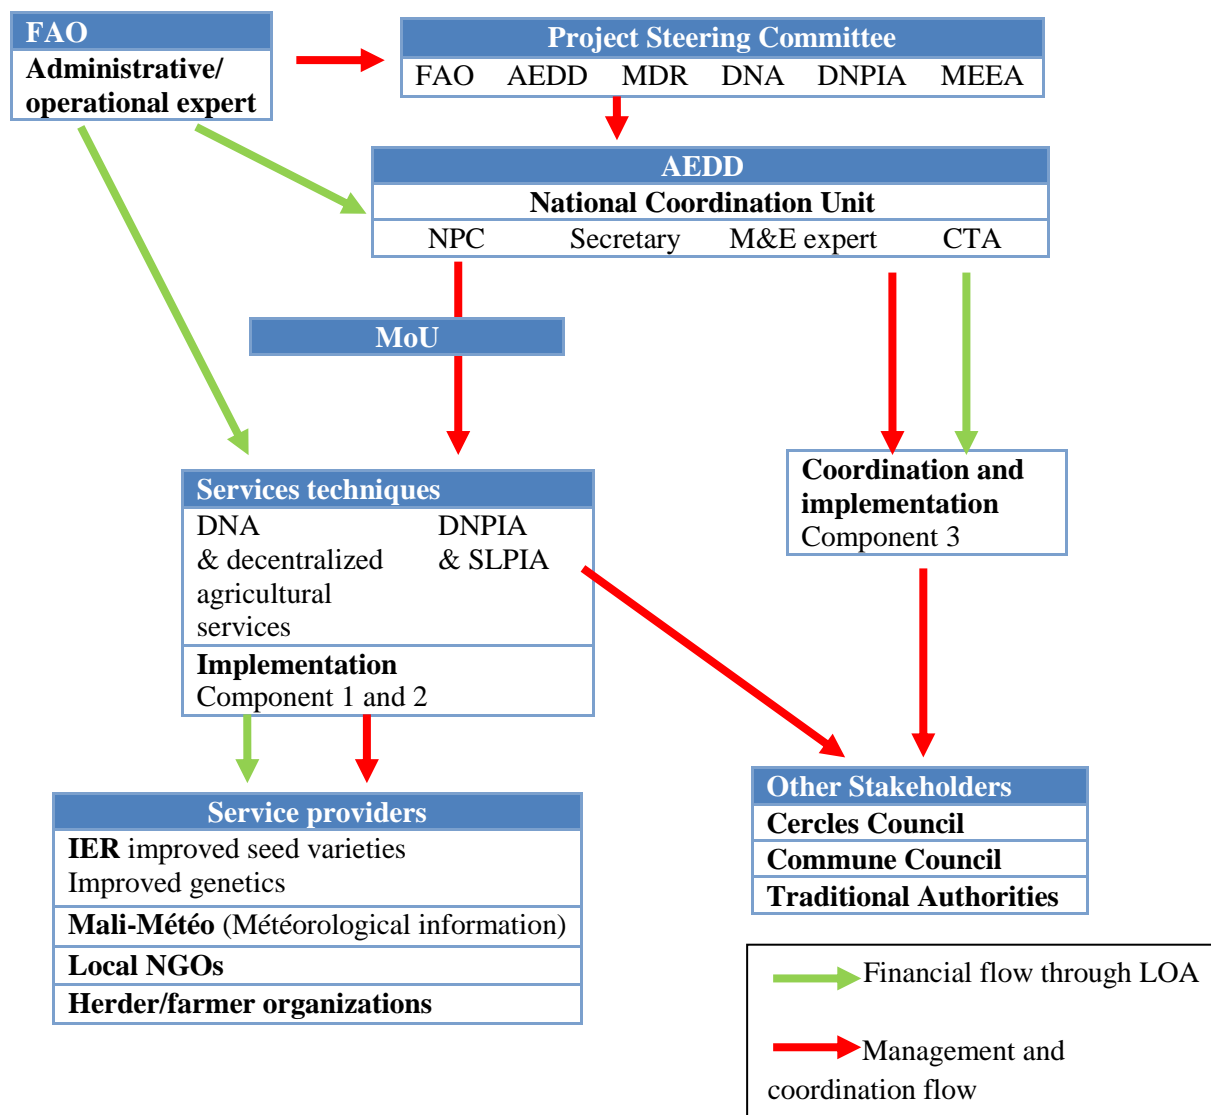 FAO
Administrative/
operational expert
Project Steering Committee
FAO AEDD MDR DNA DNPIA MEEA
AEDD
National Coordination Unit
NPC Secretary M&E expert CTA
MoU
Services techniques
DNA DNPIA
& decentralized & SLPIA
agricultural
services
Implementation
Component 1 and 2
Coordination and
implementation
Component 3
Service providers
IER improved seed varieties
Improved genetics
Mali-Météo (Météorological information)
Local NGOs
Herder/farmer organizations
Other Stakeholders
Cercles Council
Commune Council
Traditional Authorities
Financial flow through LOA
Management and
coordination flow